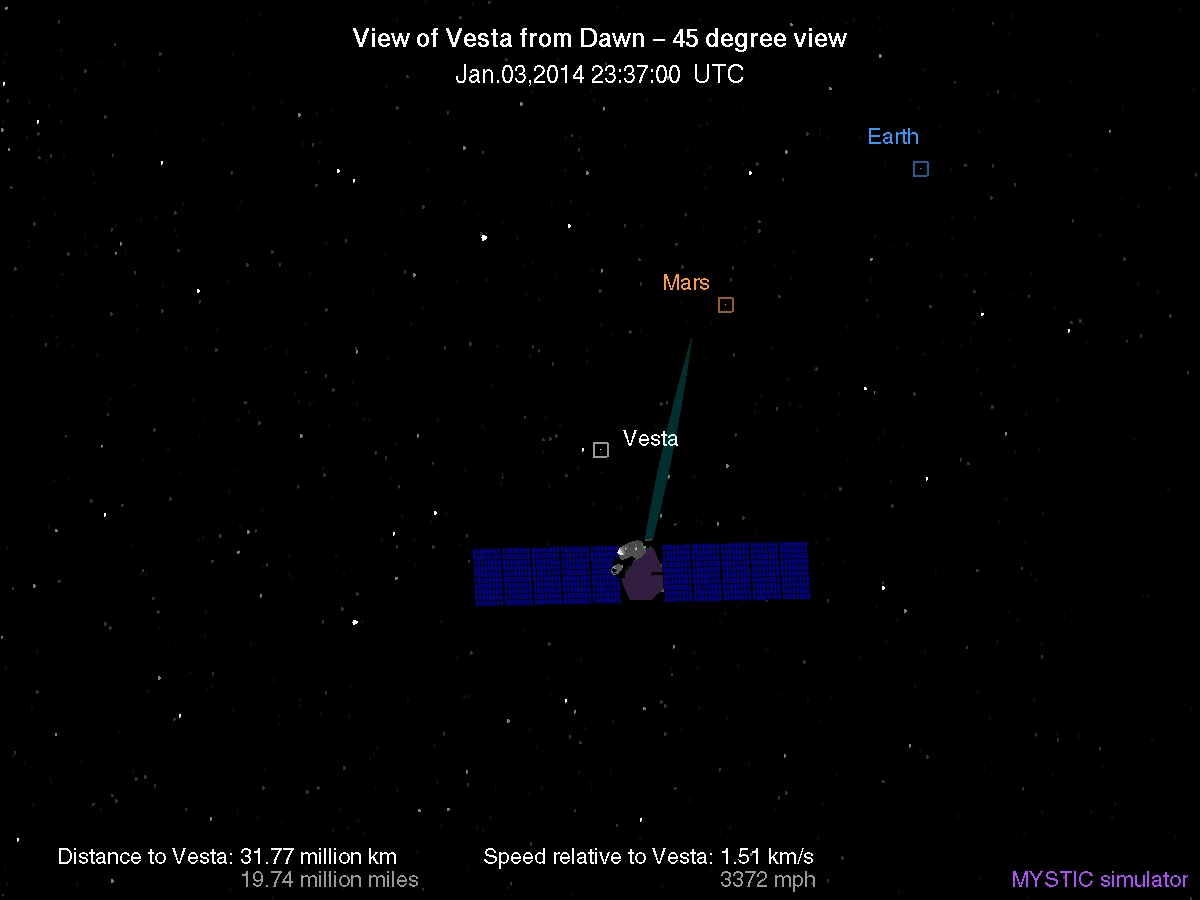 View of Vesta from Dawn – 45 degree view
Jan.03,2014 23:37:00 UTC
Earth
Mars
Vesta
Distance to Vesta: 31.77 million km
19.74 million miles
Speed relative to Vesta: 1.51 km/s
3372 mph
MYSTIC simulator